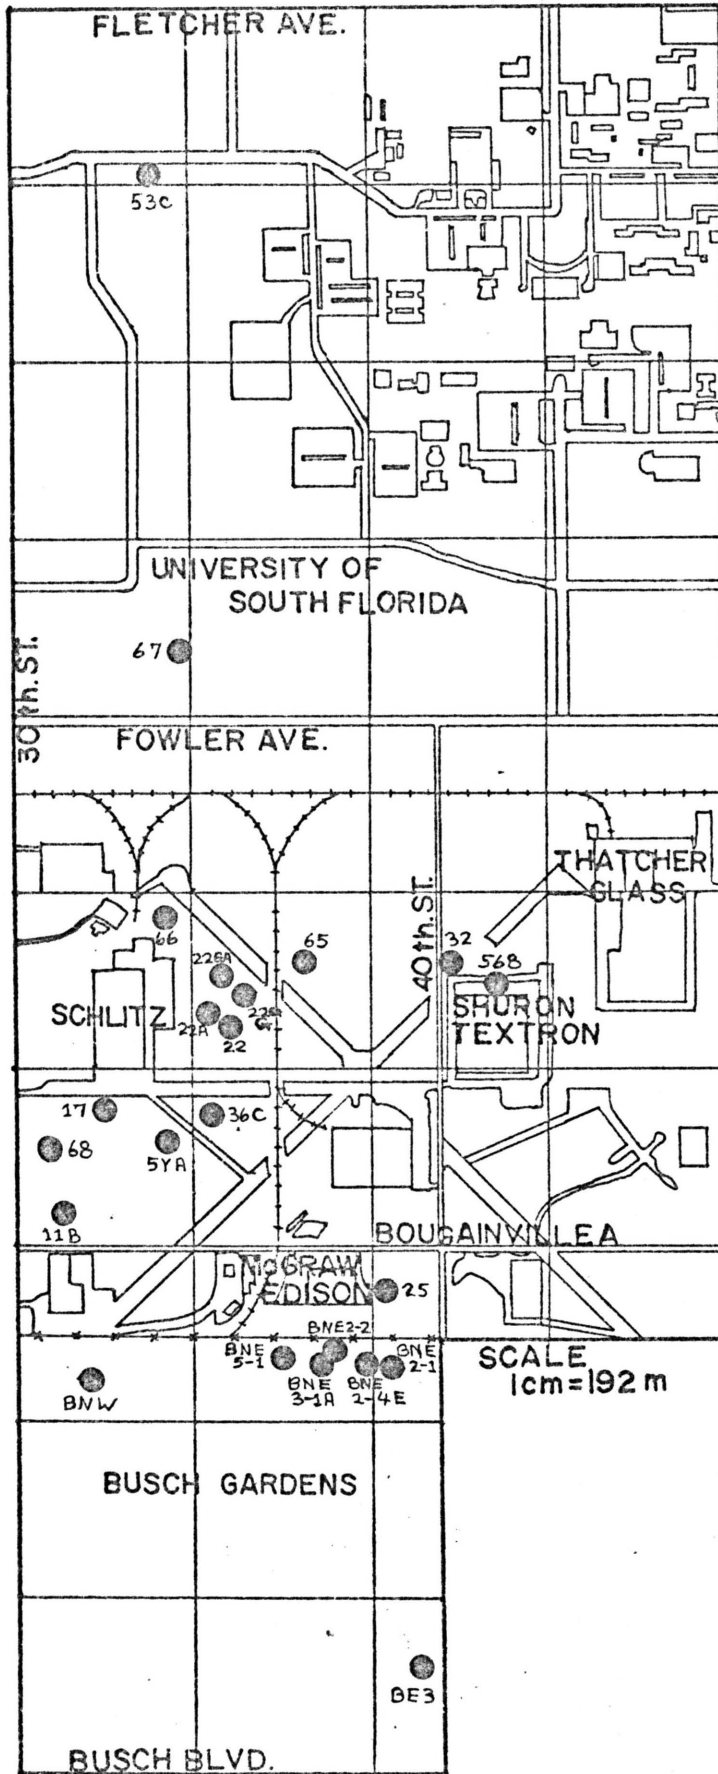 FLETCHER AVE.
53C
UNIVERSITY OF
SOUTH FLORIDA
67
30th. ST.
FOWLER AVE.
THATCHER
GLASS
40th. ST.
66
65
32
56B
SCHLITZ
22A
22
SHURON
TEXTRON
17
36C
68
5YA
11B
BOUGAINVILLEA
McGRAW
EDISON
25
BNE2-2
BNE
5-1
BNE
3-1A
BNE
2-4E
BNE
2-1
BNW
SCALE
1cm=192 m
BUSCH GARDENS
BE3
BUSCH BLVD.